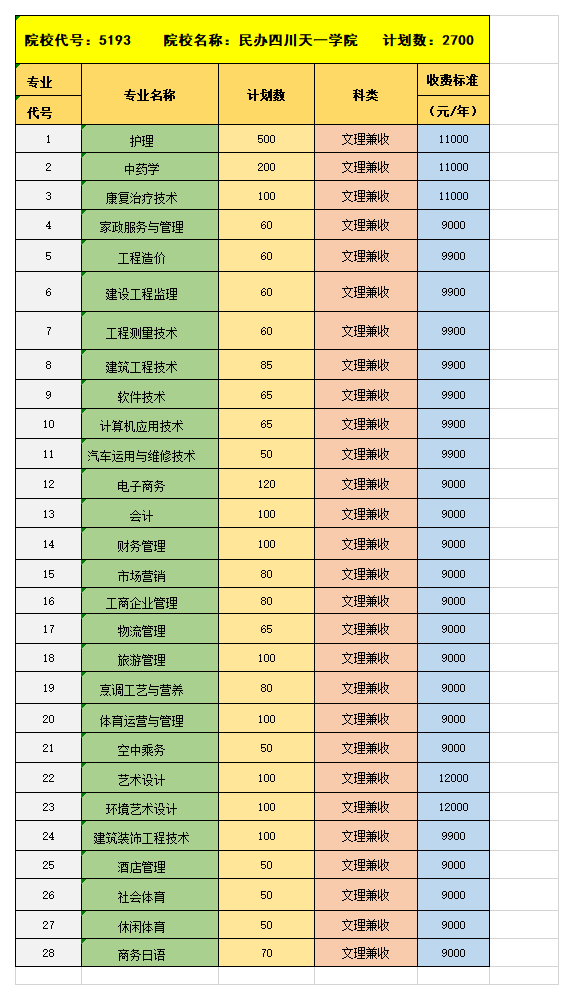 院校代号：5193 院校名称：民办四川天一学院 计划数：2700
专业代号 专业名称 计划数 科类 收费标准（元/年）
1 护理 500 文理兼收 11000
2 中药学 200 文理兼收 11000
3 康复治疗技术 100 文理兼收 11000
4 家政服务与管理 60 文理兼收 9000
5 工程造价 60 文理兼收 9900
6 建设工程监理 60 文理兼收 9900
7 工程测量技术 60 文理兼收 9900
8 建筑工程技术 85 文理兼收 9900
9 软件技术 65 文理兼收 9900
10 计算机应用技术 65 文理兼收 9900
11 汽车运用与维修技术 50 文理兼收 9900
12 电子商务 120 文理兼收 9000
13 会计 100 文理兼收 9000
14 财务管理 100 文理兼收 9000
15 市场营销 80 文理兼收 9000
16 工商企业管理 80 文理兼收 9000
17 物流管理 65 文理兼收 9000
18 旅游管理 100 文理兼收 9000
19 烹调工艺与营养 80 文理兼收 9000
20 体育运营与管理 100 文理兼收 9000
21 空中乘务 50 文理兼收 9000
22 艺术设计 100 文理兼收 12000
23 环境艺术设计 100 文理兼收 12000
24 建筑装饰工程技术 100 文理兼收 9900
25 酒店管理 50 文理兼收 9000
26 社会体育 50 文理兼收 9000
27 休闲体育 50 文理兼收 9000
28 商务日语 70 文理兼收 9000